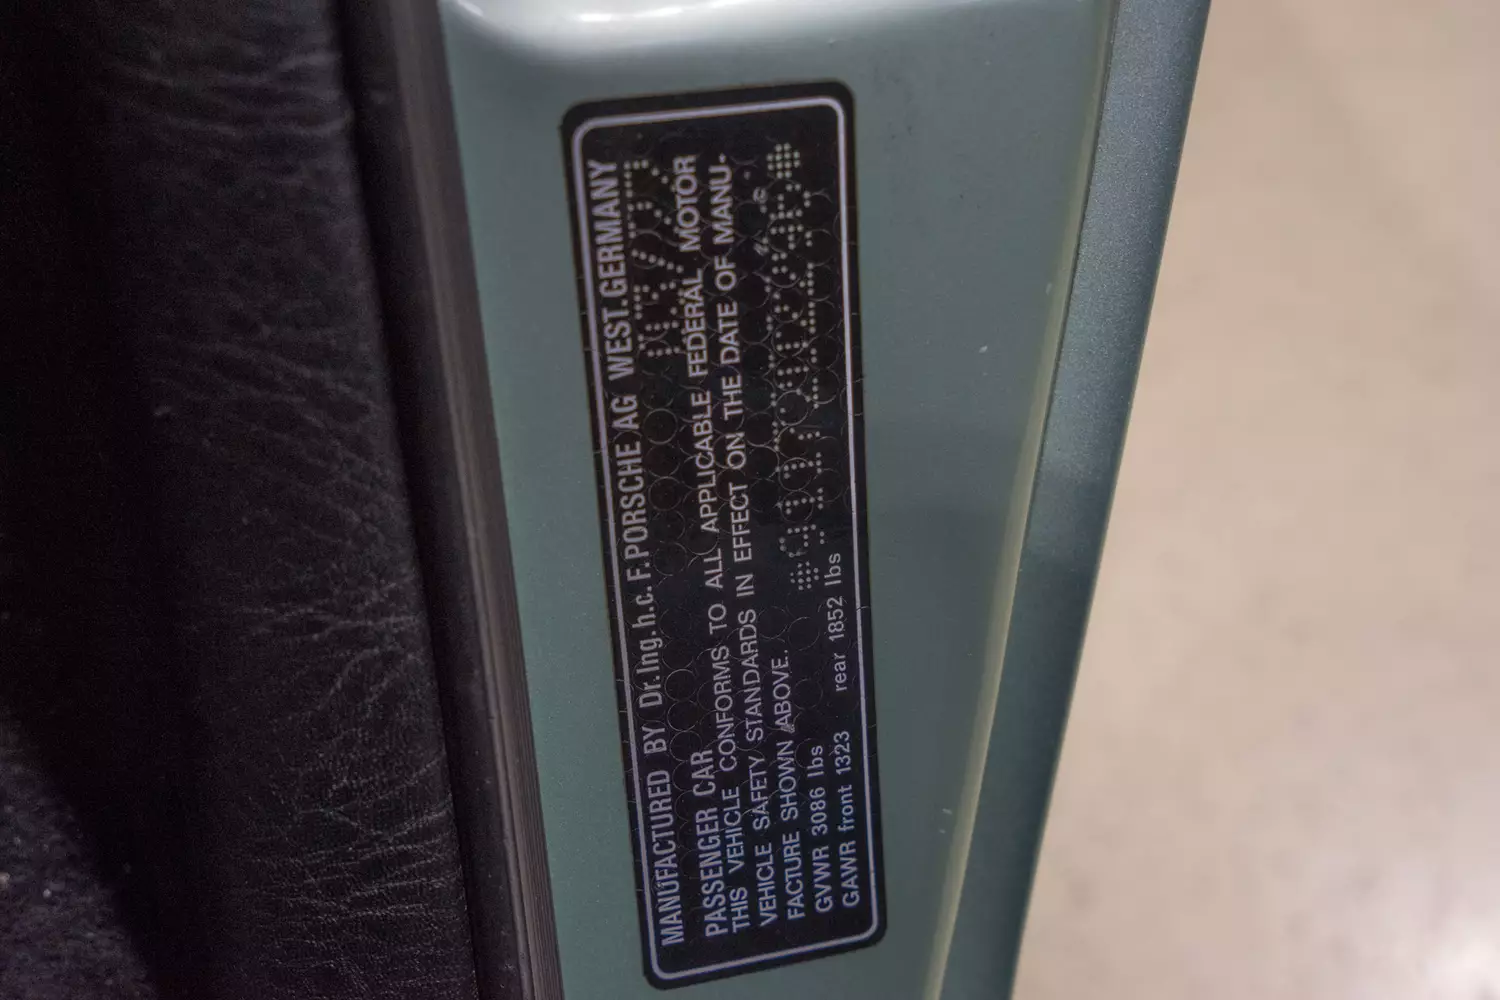 MANUFACTURED BY Dr.Ing.h.c. F.PORSCHE AG WEST.GERMANY
PASSENGER CAR
THIS VEHICLE CONFORMS TO ALL APPLICABLE FEDERAL MOTOR
VEHICLE SAFETY STANDARDS IN EFFECT ON THE DATE OF MANU-
FACTURE SHOWN ABOVE.
GVWR 3086 lbs
GAWR front 1323 rear 1852 lbs